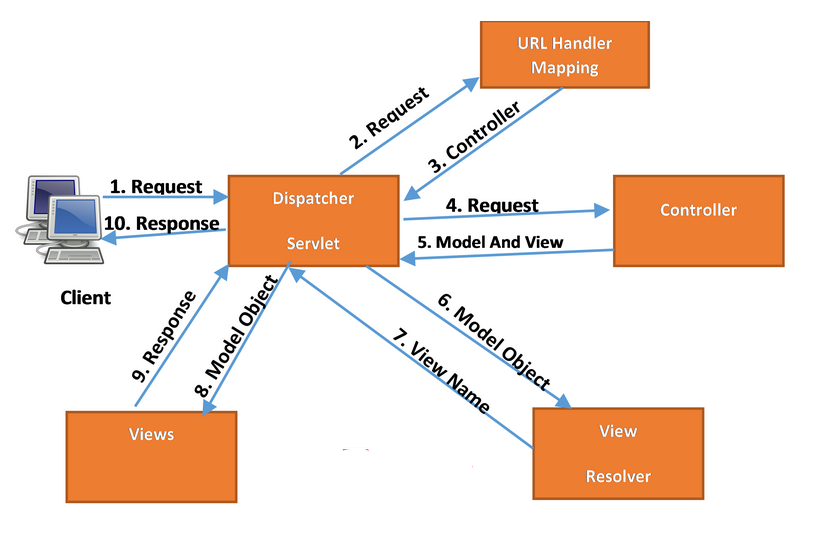 URL Handler
Mapping
2. Request
3. Controller
1. Request
Dispatcher
Servlet
4. Request
Controller
10. Response
5. Model And View
Client
9. Response
8. Model Object
6. Model Object
7. View Name
Views
View
Resolver